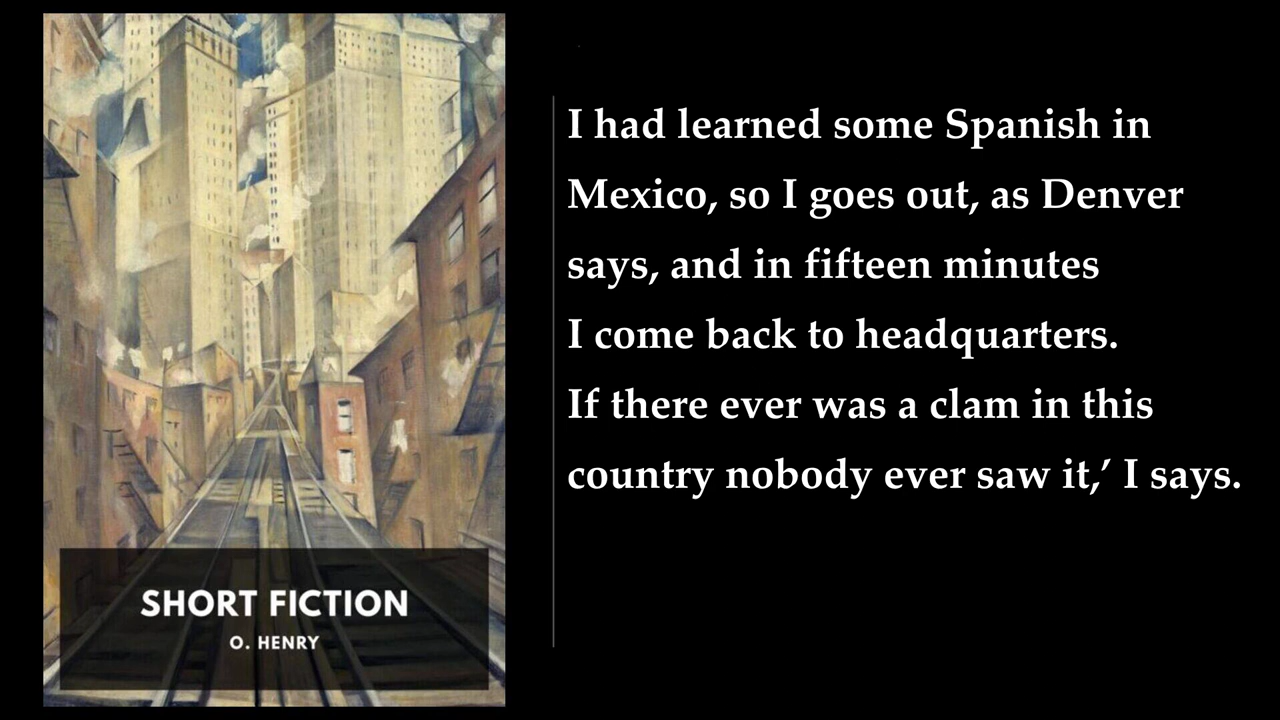 SHORT FICTION
O. HENRY
I had learned some Spanish in
Mexico, so I goes out, as Denver
says, and in fifteen minutes
I come back to headquarters.
If there ever was a clam in this
country nobody ever saw it,’ I says.